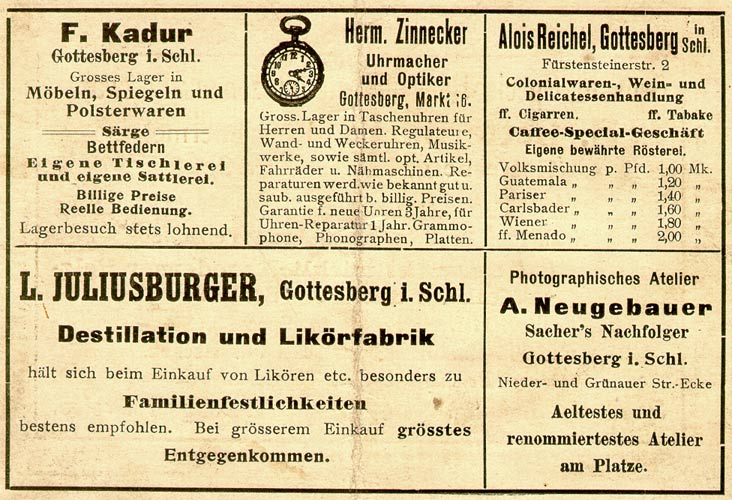 F. Kadur
Gottesberg i. Schl.
Grosses Lager in
Möbeln, Spiegeln und
Polsterwaren
Särge
Bettfedern
Eigene Tischlerei
und eigene Sattlerei.
Billige Preise
Reelle Bedienung.
Lagerbesuch stets lohnend.
Herm. Zinnecker
Uhrmacher
und Optiker
Gottesberg, Markt 16.
Gross. Lager in Taschenuhren für
Herren und Damen. Regulateure,
Wand- und Weckeruhren, Musik-
werke, sowie sämtl. opt. Artikel,
Fahrräder u. Nähmaschinen. Re-
paraturen werd. wie bekannt gut u.
saub. ausgeführt b. billig. Preisen.
Garantie f. neue Uhren 3 Jahre, für
Uhren-Reparatur 1 Jahr. Grammo-
phone, Phonographen, Platten.
Alois Reichel, Gottesberg in Schl.
Fürstensteinerstr. 2
Colonialwaren-, Wein- und
Delicatessenhandlung
ff. Cigarren. ff. Tabake
Caffee-Special-Geschäft
Eigene bewährte Rösterei.
Volksmischung p. Pfd. 1,00 Mk.
Guatemala „ „ 1,20 „
Pariser „ „ 1,40 „
Carlsbader „ „ 1,60 „
Wiener „ „ 1,80 „
ff. Menado „ „ 2,00 „
L. JULIUSBURGER, Gottesberg i. Schl.
Destillation und Likörfabrik
hält sich beim Einkauf von Likören etc. besonders zu
Familienfestlichkeiten
bestens empfohlen. Bei grösserem Einkauf grösstes
Entgegenkommen.
Photographisches Atelier
A. Neugebauer
Sacher's Nachfolger
Gottesberg i. Schl.
Nieder- und Grünauer Str.-Ecke
Aeltestes und
renommiertestes Atelier
am Platze.